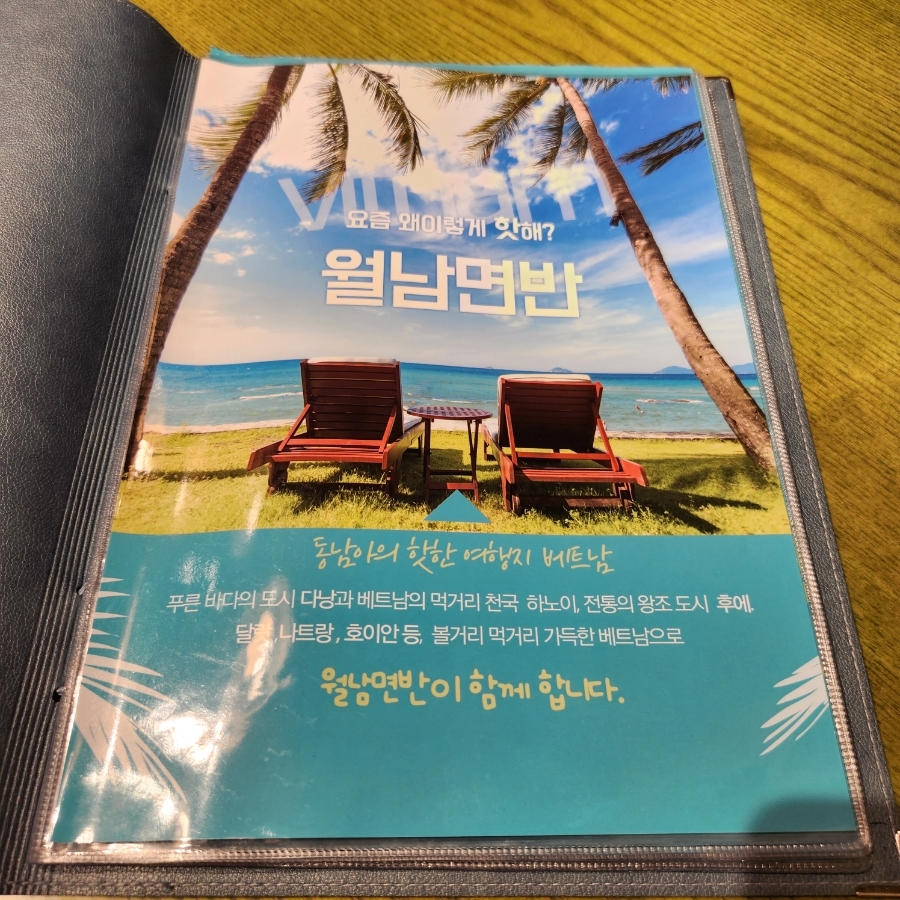 요즘 왜이렇게 핫해?
월남면반
동남아의 핫한 여행지 베트남
푸른 바다의 도시 다낭과 베트남의 먹거리 천국 하노이, 전통의 왕조 도시 후에.
달랏, 나트랑, 호이안 등, 볼거리 먹거리 가득한 베트남으로
월남면반이 함께 합니다.